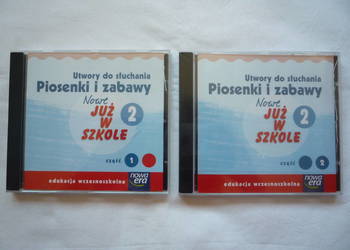 Utwory do słuchania
Piosenki i zabawy
Nowe
JUŻ
W
SZKOLE
2
część 1
edukacja wczesnoszkolna
nowa
era
Utwory do słuchania
Piosenki i zabawy
Nowe
JUŻ
W
SZKOLE
2
część 2
edukacja wczesnoszkolna
nowa
era